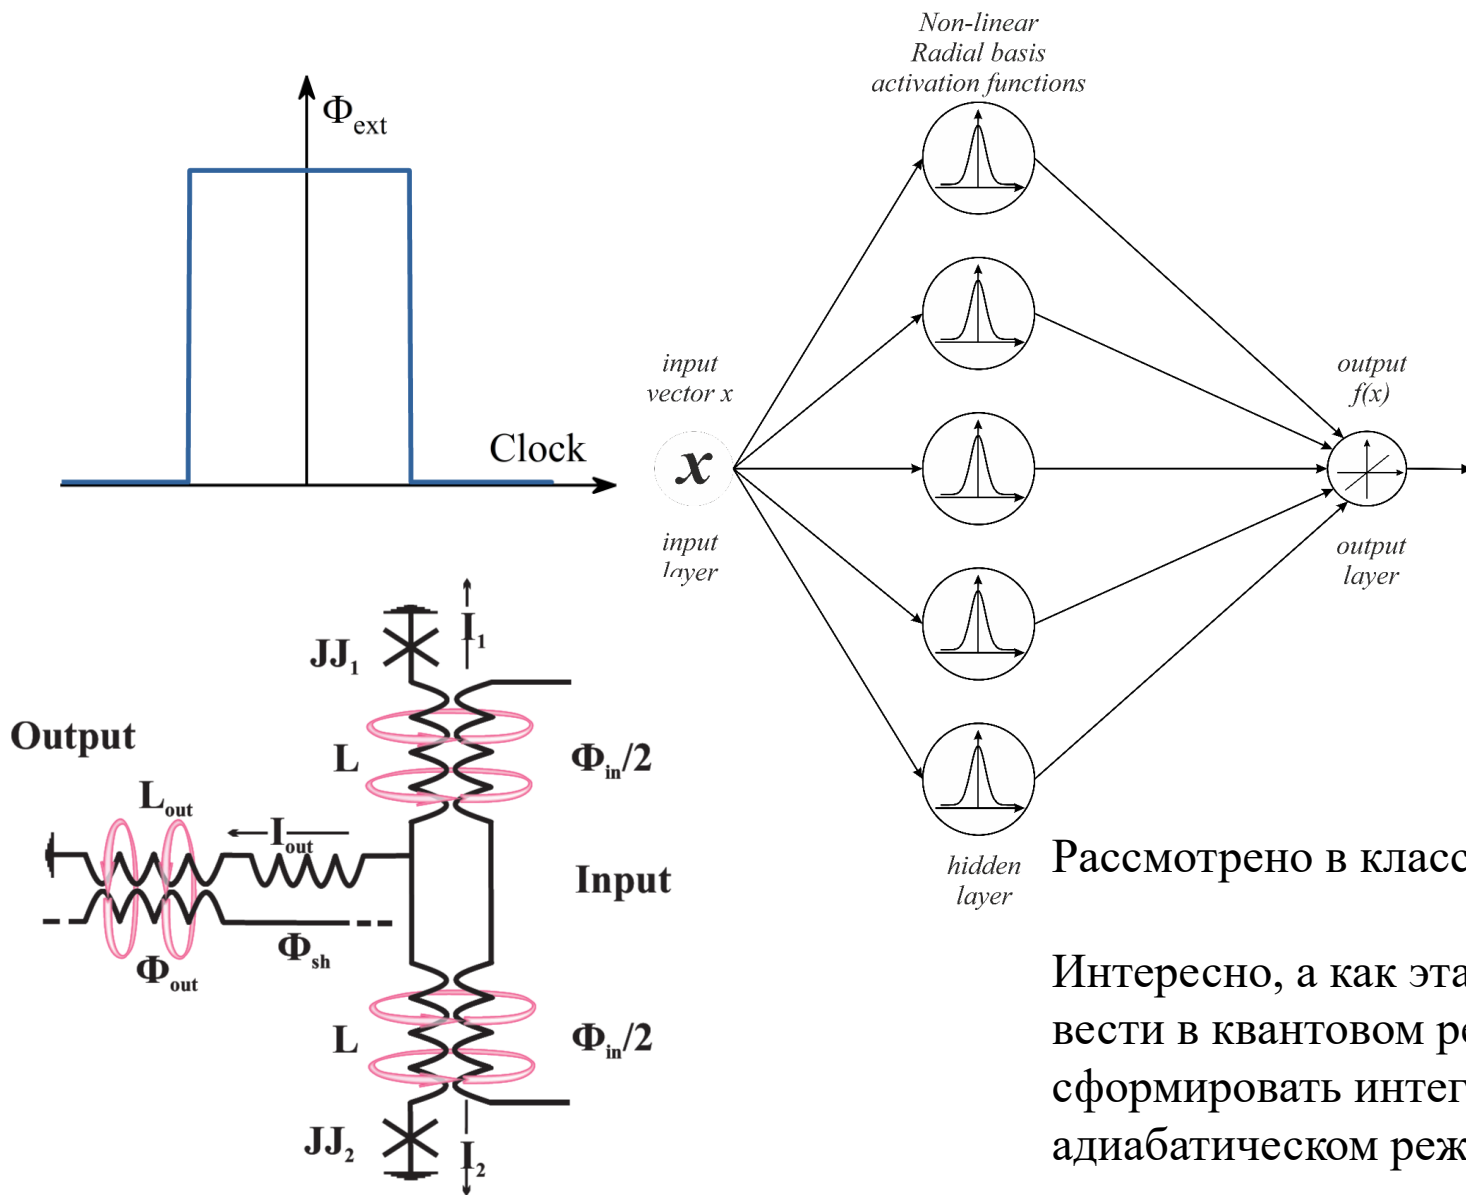 Φext
Clock
Non-linear
Radial basis
activation functions
input
vector x
x
input
layer
output
f(x)
output
layer
hidden
layer
JJ1
I1
Output
L
Φin/2
Lout
Iout
Input
Φsh
Φout
L
Φin/2
JJ2
I2
Рассмотрено в класс
Интересно, а как эта
вести в квантовом ре
сформировать интег
адиабатическом реж